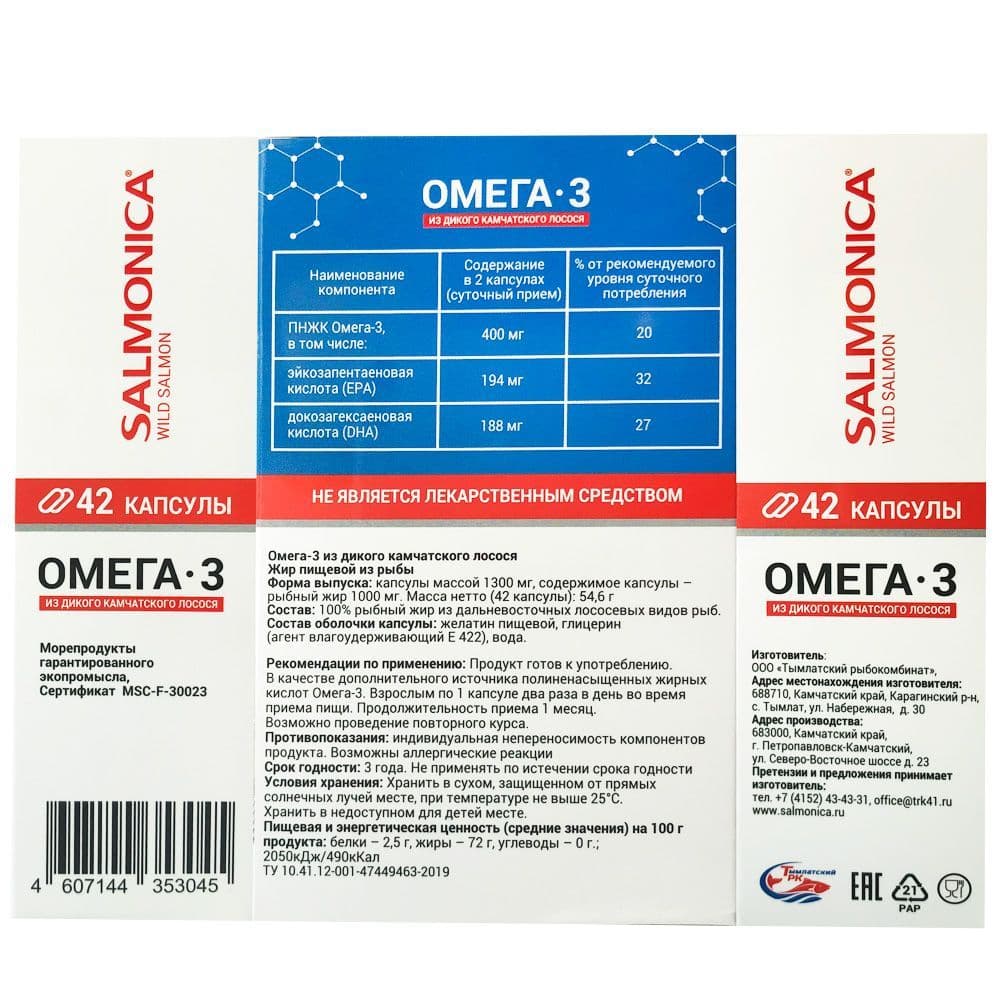 SALMONICA®
WILD SALMON
42 КАПСУЛЫ
ОМЕГА·3
ИЗ ДИКОГО КАМЧАТСКОГО ЛОСОСЯ
Морепродукты
гарантированного
экопромысла,
Сертификат MSC-F-30023
4 607144 353045
ОМЕГА·3
ИЗ ДИКОГО КАМЧАТСКОГО ЛОСОСЯ
Наименование
компонента
Содержание
в 2 капсулах
(суточный прием)
% от рекомендуемого
уровня суточного
потребления
ПНЖК Омега-3,
в том числе:
400 мг
20
эйкозапентаеновая
кислота (EPA)
194 мг
32
докозагексаеновая
кислота (DHA)
188 мг
27
НЕ ЯВЛЯЕТСЯ ЛЕКАРСТВЕННЫМ СРЕДСТВОМ
Омега-3 из дикого камчатского лосося
Жир пищевой из рыбы
Форма выпуска: капсулы массой 1300 мг, содержимое капсулы –
рыбный жир 1000 мг. Масса нетто (42 капсулы): 54,6 г
Состав: 100% рыбный жир из дальневосточных лососевых видов рыб.
Состав оболочки капсулы: желатин пищевой, глицерин
(агент влагоудерживающий Е 422), вода.
Рекомендации по применению: Продукт готов к употреблению.
В качестве дополнительного источника полиненасыщенных жирных
кислот Омега-3. Взрослым по 1 капсуле два раза в день во время
приема пищи. Продолжительность приема 1 месяц.
Возможно проведение повторного курса.
Противопоказания: индивидуальная непереносимость компонентов
продукта. Возможны аллергические реакции
Срок годности: 3 года. Не применять по истечении срока годности
Условия хранения: Хранить в сухом, защищенном от прямых
солнечных лучей месте, при температуре не выше 25°С.
Хранить в недоступном для детей месте.
Пищевая и энергетическая ценность (средние значения) на 100 г
продукта: белки – 2,5 г, жиры – 72 г, углеводы – 0 г.;
2050кДж/490кКал
ТУ 10.41.12-001-47449463-2019
SALMONICA®
WILD SALMON
42 КАПСУЛЫ
ОМЕГА·3
ИЗ ДИКОГО КАМЧАТСКОГО ЛОСОСЯ
Изготовитель:
ООО «Тымлатский рыбокомбинат»,
Адрес местонахождения изготовителя:
688710, Камчатский край, Карагинский р-н,
с. Тымлат, ул. Набережная, д. 30
Адрес производства:
683000, Камчатский край,
г. Петропавловск-Камчатский,
ул. Северо-Восточное шоссе д. 23
Претензии и предложения принимает
изготовитель:
тел. +7 (4152) 43-43-31, office@trk41.ru
www.salmonica.ru
Тымлатский
РК
EAC
21
PAP